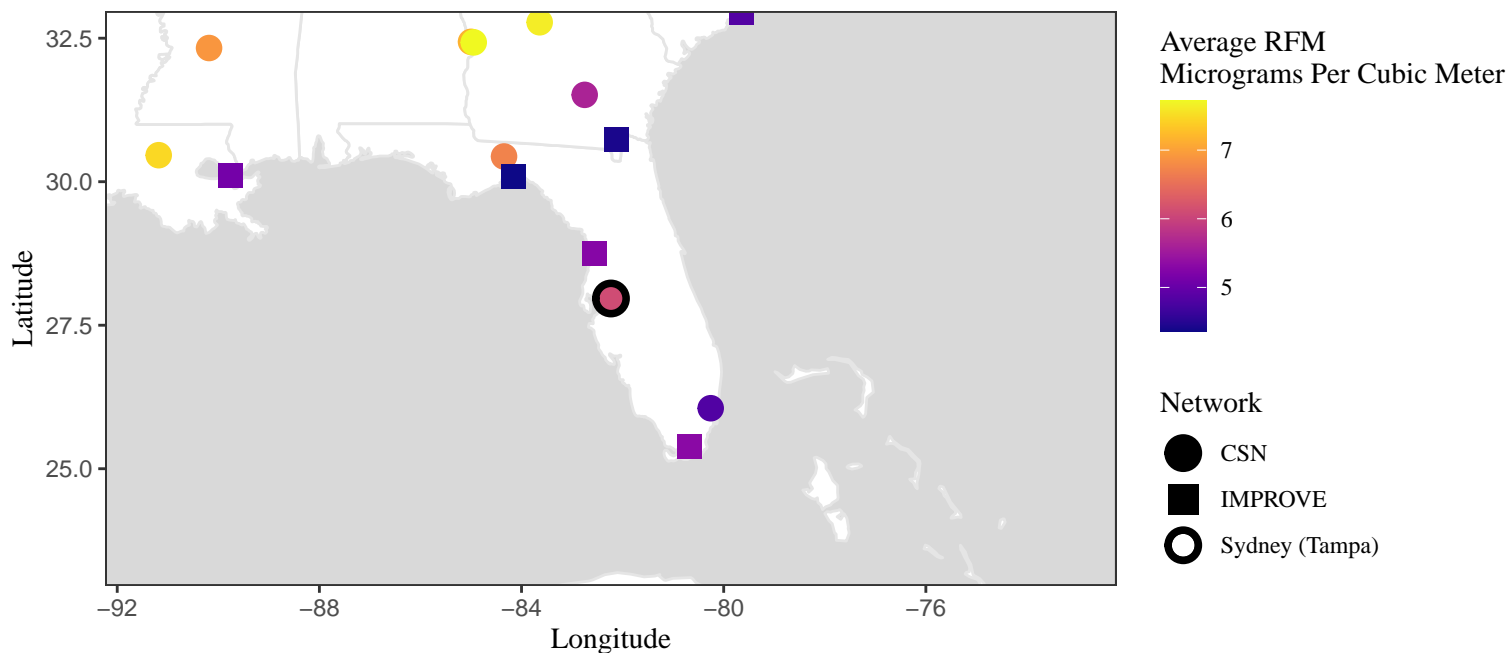 32.5
30.0
27.5
25.0
Latitude
−92
−88
−84
−80
−76
Longitude
Average RFM
Micrograms Per Cubic Meter
7
6
5
Network
CSN
IMPROVE
Sydney (Tampa)